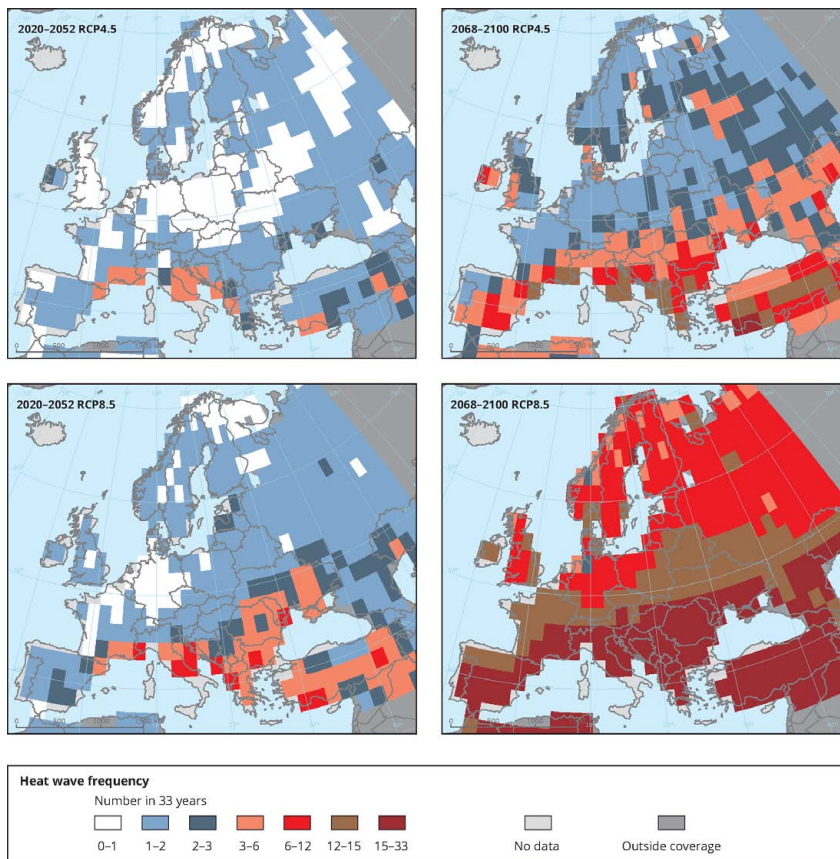 2020–2052 RCP4.5
2068–2100 RCP4.5
2020–2052 RCP8.5
2068–2100 RCP8.5
Heat wave frequency
Number in 33 years
0–1 1–2 2–3 3–6 6–12 12–15 15–33 No data Outside coverage